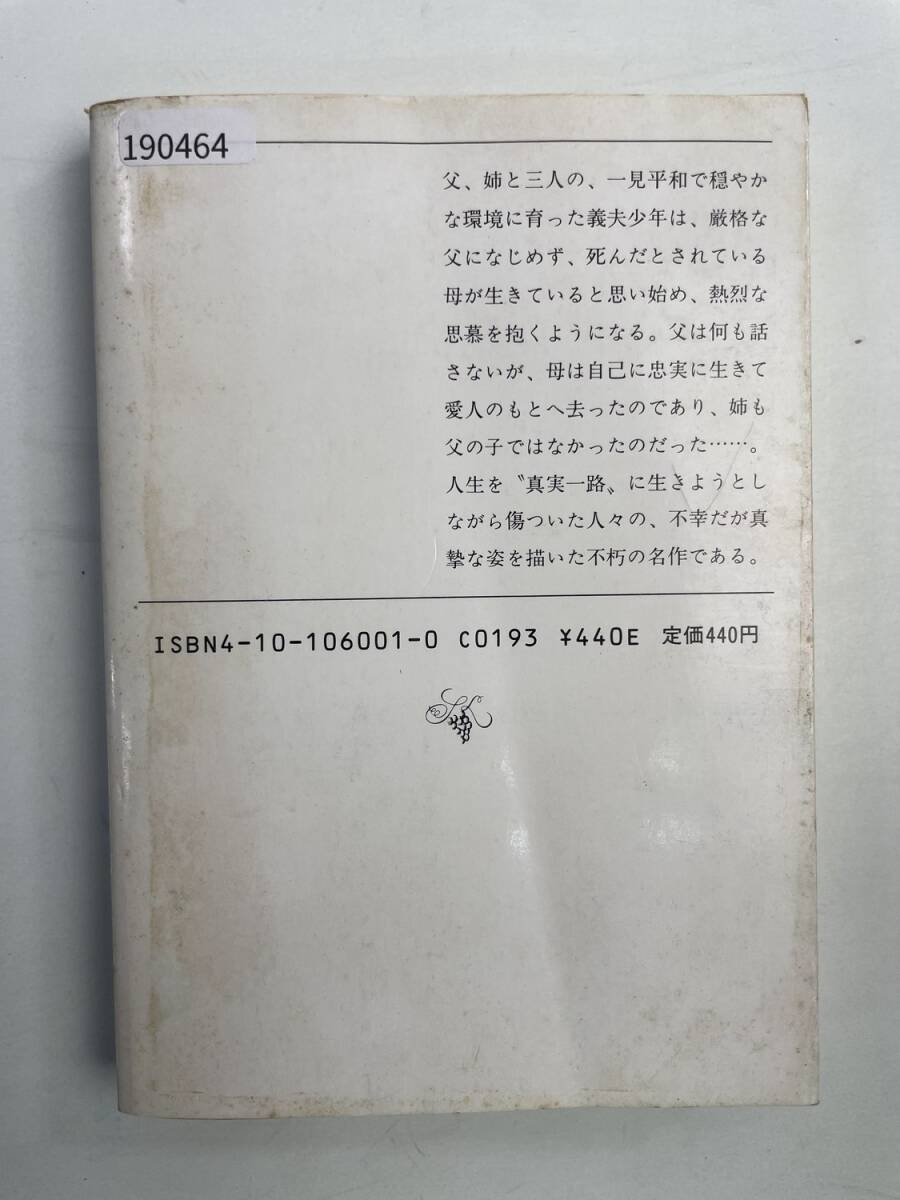 190464
父、姉と三人の、一見平和で穏やか
な環境に育った義夫少年は、厳格な
父になじめず、死んだとされている
母が生きていると思い始め、熱烈な
思慕を抱くようになる。父は何も話
さないが、母は自己に忠実に生きて
愛人のもとへ去ったのであり、姉も
父の子ではなかったのだった……。
人生を〝真実一路〟に生きようとし
ながら傷ついた人々の、不幸だが真
摯な姿を描いた不朽の名作である。
ISBN4-10-106001-0 C0193 ¥440E 定価440円